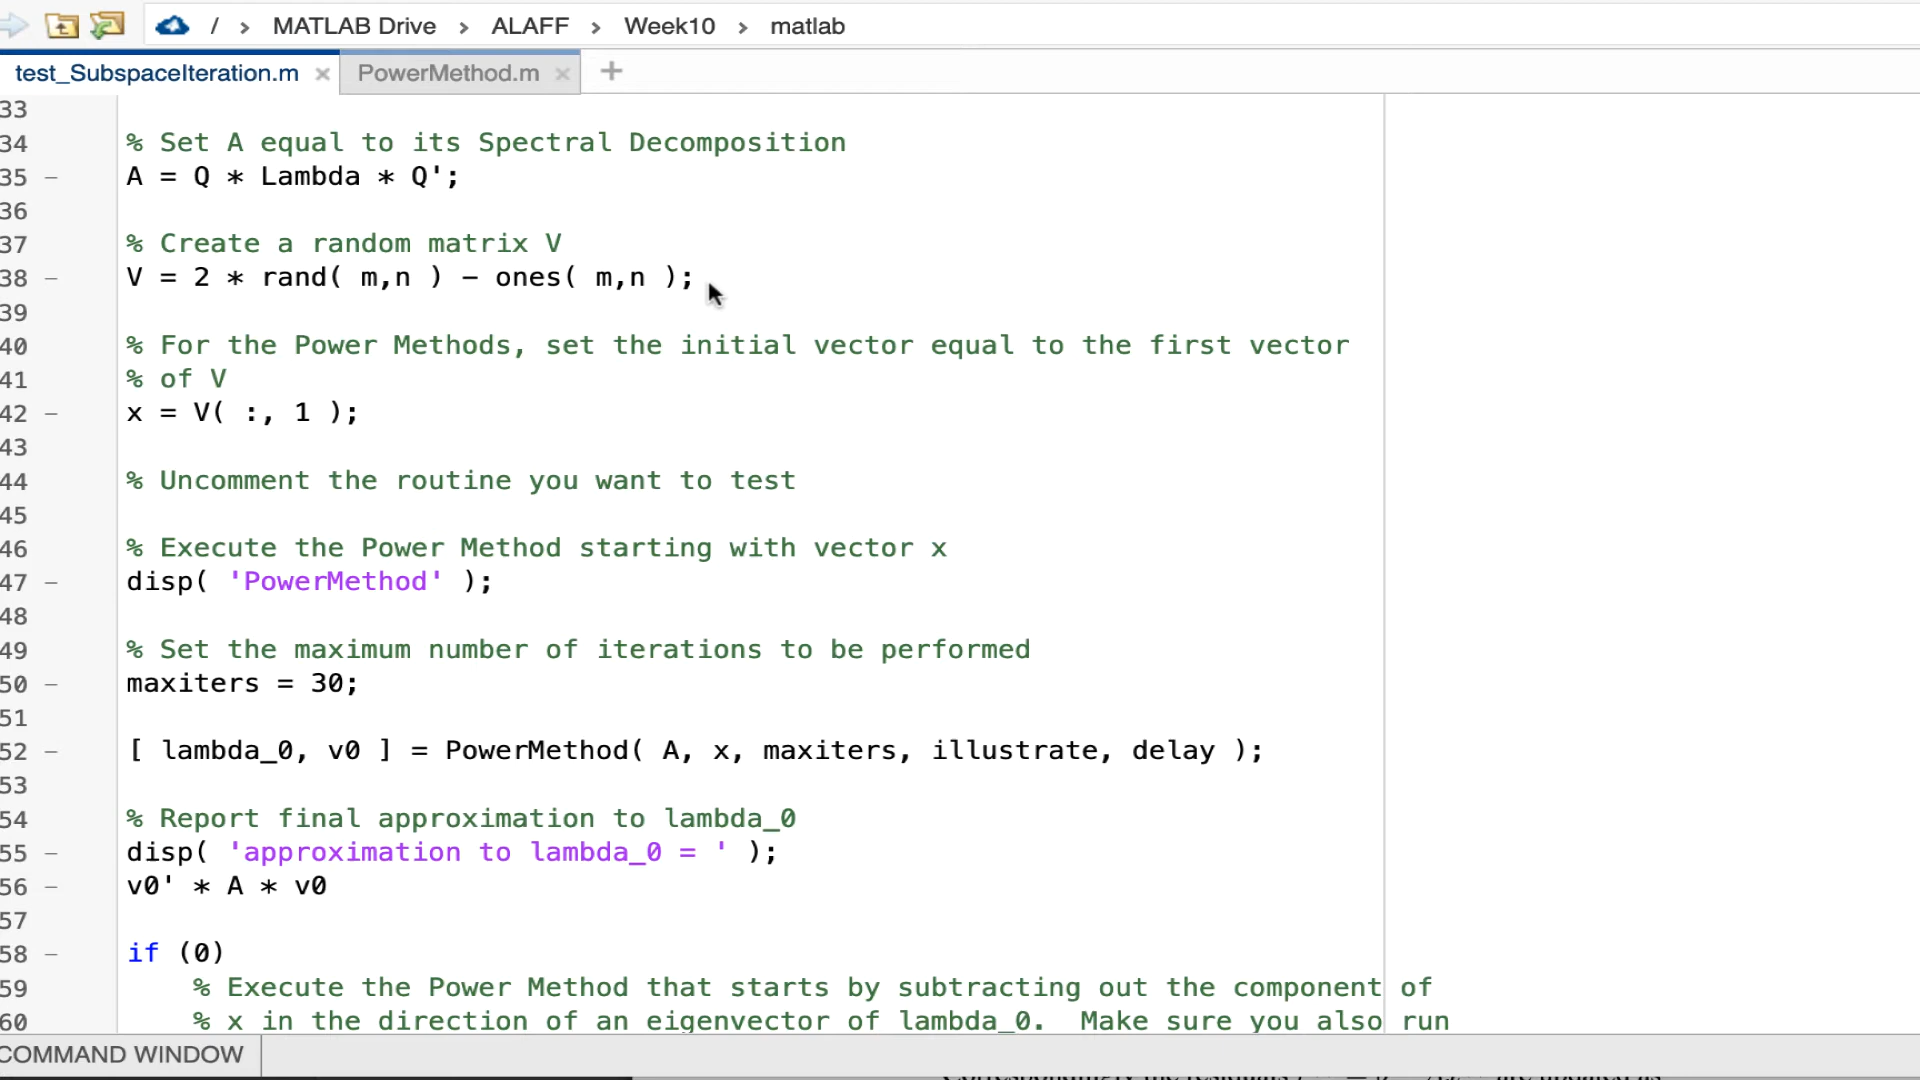 / > MATLAB Drive > ALAFF > Week10 > matlab
test_SubspaceIteration.m × PowerMethod.m × +
33
34 % Set A equal to its Spectral Decomposition
35 – A = Q * Lambda * Q';
36
37 % Create a random matrix V
38 – V = 2 * rand( m,n ) – ones( m,n );
39
40 % For the Power Methods, set the initial vector equal to the first vector
41 % of V
42 – x = V( :, 1 );
43
44 % Uncomment the routine you want to test
45
46 % Execute the Power Method starting with vector x
47 – disp( 'PowerMethod' );
48
49 % Set the maximum number of iterations to be performed
50 – maxiters = 30;
51
52 – [ lambda_0, v0 ] = PowerMethod( A, x, maxiters, illustrate, delay );
53
54 % Report final approximation to lambda_0
55 – disp( 'approximation to lambda_0 = ' );
56 – v0' * A * v0
57
58 – if (0)
59 % Execute the Power Method that starts by subtracting out the component of
60 % x in the direction of an eigenvector of lambda_0. Make sure you also run
COMMAND WINDOW